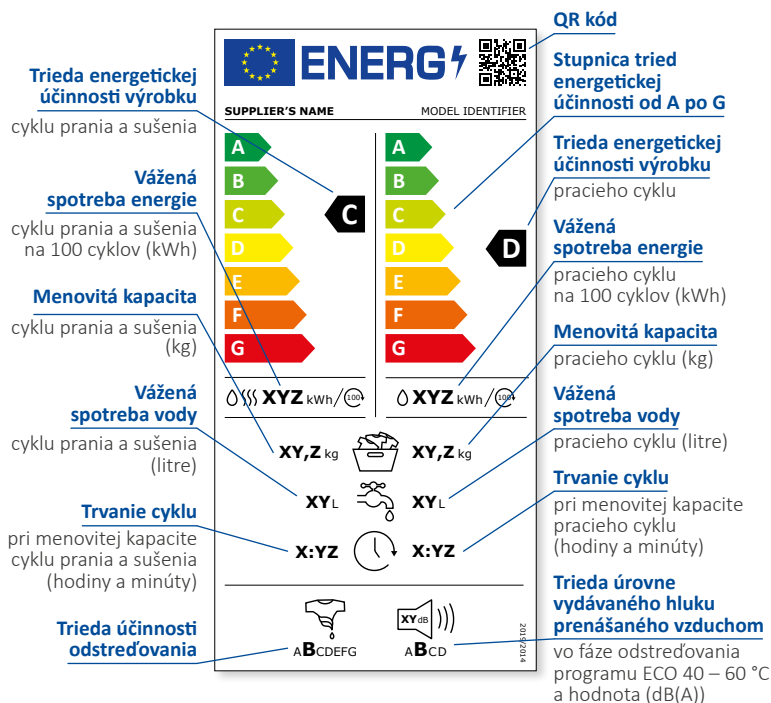 QR kód
Stupnica tried
energetickej
účinnosti od A po G
Trieda energetickej
účinnosti výrobku
pracieho cyklu
Vážená
spotreba energie
pracieho cyklu
na 100 cyklov (kWh)
Menovitá kapacita
pracieho cyklu (kg)
Vážená
spotreba vody
pracieho cyklu (litre)
Trvanie cyklu
pri menovitej kapacite
pracieho cyklu
(hodiny a minúty)
Trieda úrovne
vydávaného hluku
prenášaného vzduchom
vo fáze odstreďovania
programu ECO 40 – 60 °C
a hodnota (dB(A))
Trieda energetickej
účinnosti výrobku
cyklu prania a sušenia
Vážená
spotreba energie
cyklu prania a sušenia
na 100 cyklov (kWh)
Menovitá kapacita
cyklu prania a sušenia
(kg)
Vážená
spotreba vody
cyklu prania a sušenia
(litre)
Trvanie cyklu
pri menovitej kapacite
cyklu prania a sušenia
(hodiny a minúty)
Trieda účinnosti
odstreďovania
ENERG
SUPPLIER'S NAME MODEL IDENTIFIER
A A
B B
C C C
D D D
E E
F F
G G
XYZ kWh/100 XYZ kWh/100
XY,Z kg XY,Z kg
XY L XY L
X:YZ X:YZ
XY dB
ABCDEFG ABCD
2019/2014